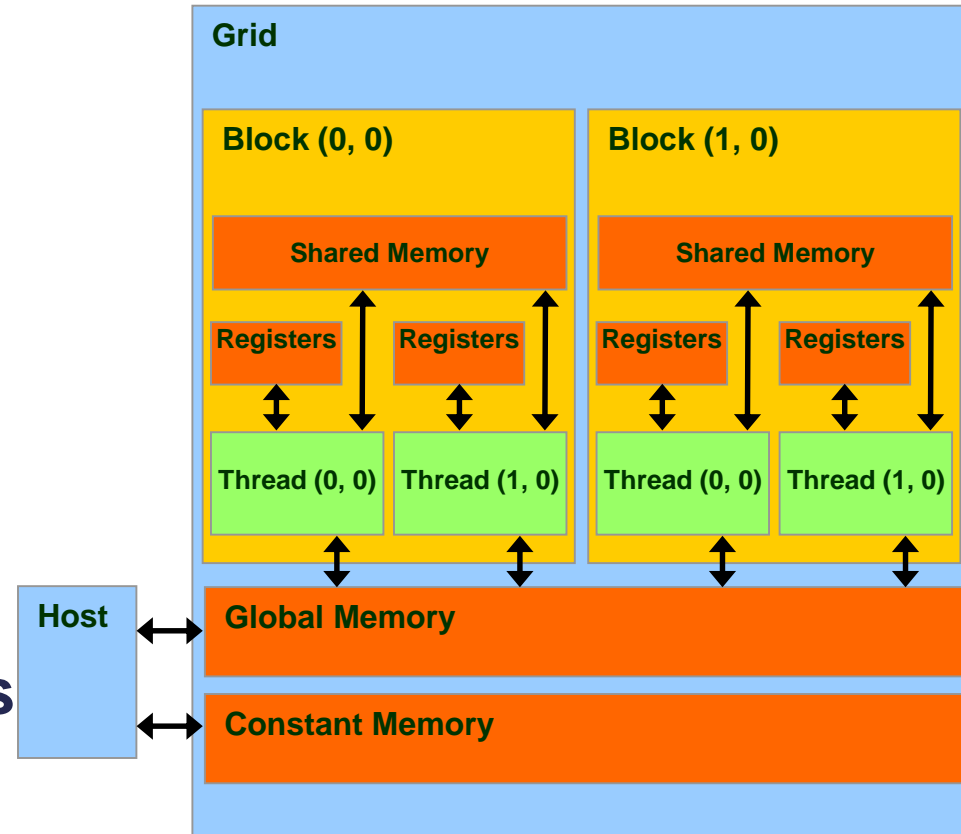 Grid
Block (0, 0)
Block (1, 0)
Shared Memory
Shared Memory
Registers
Registers
Registers
Registers
Thread (0, 0)
Thread (1, 0)
Thread (0, 0)
Thread (1, 0)
Host
Global Memory
s
Constant Memory